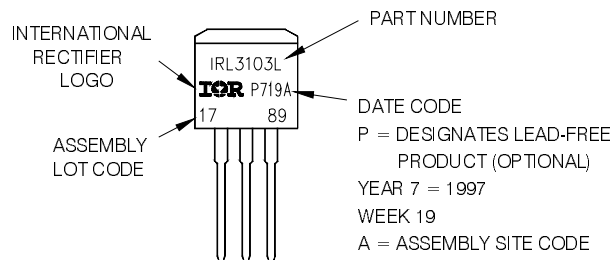 INTERNATIONAL
RECTIFIER
LOGO
PART NUMBER
IRL3103L
IOR P719A
17 89
ASSEMBLY
LOT CODE
DATE CODE
P = DESIGNATES LEAD-FREE
PRODUCT (OPTIONAL)
YEAR 7 = 1997
WEEK 19
A = ASSEMBLY SITE CODE